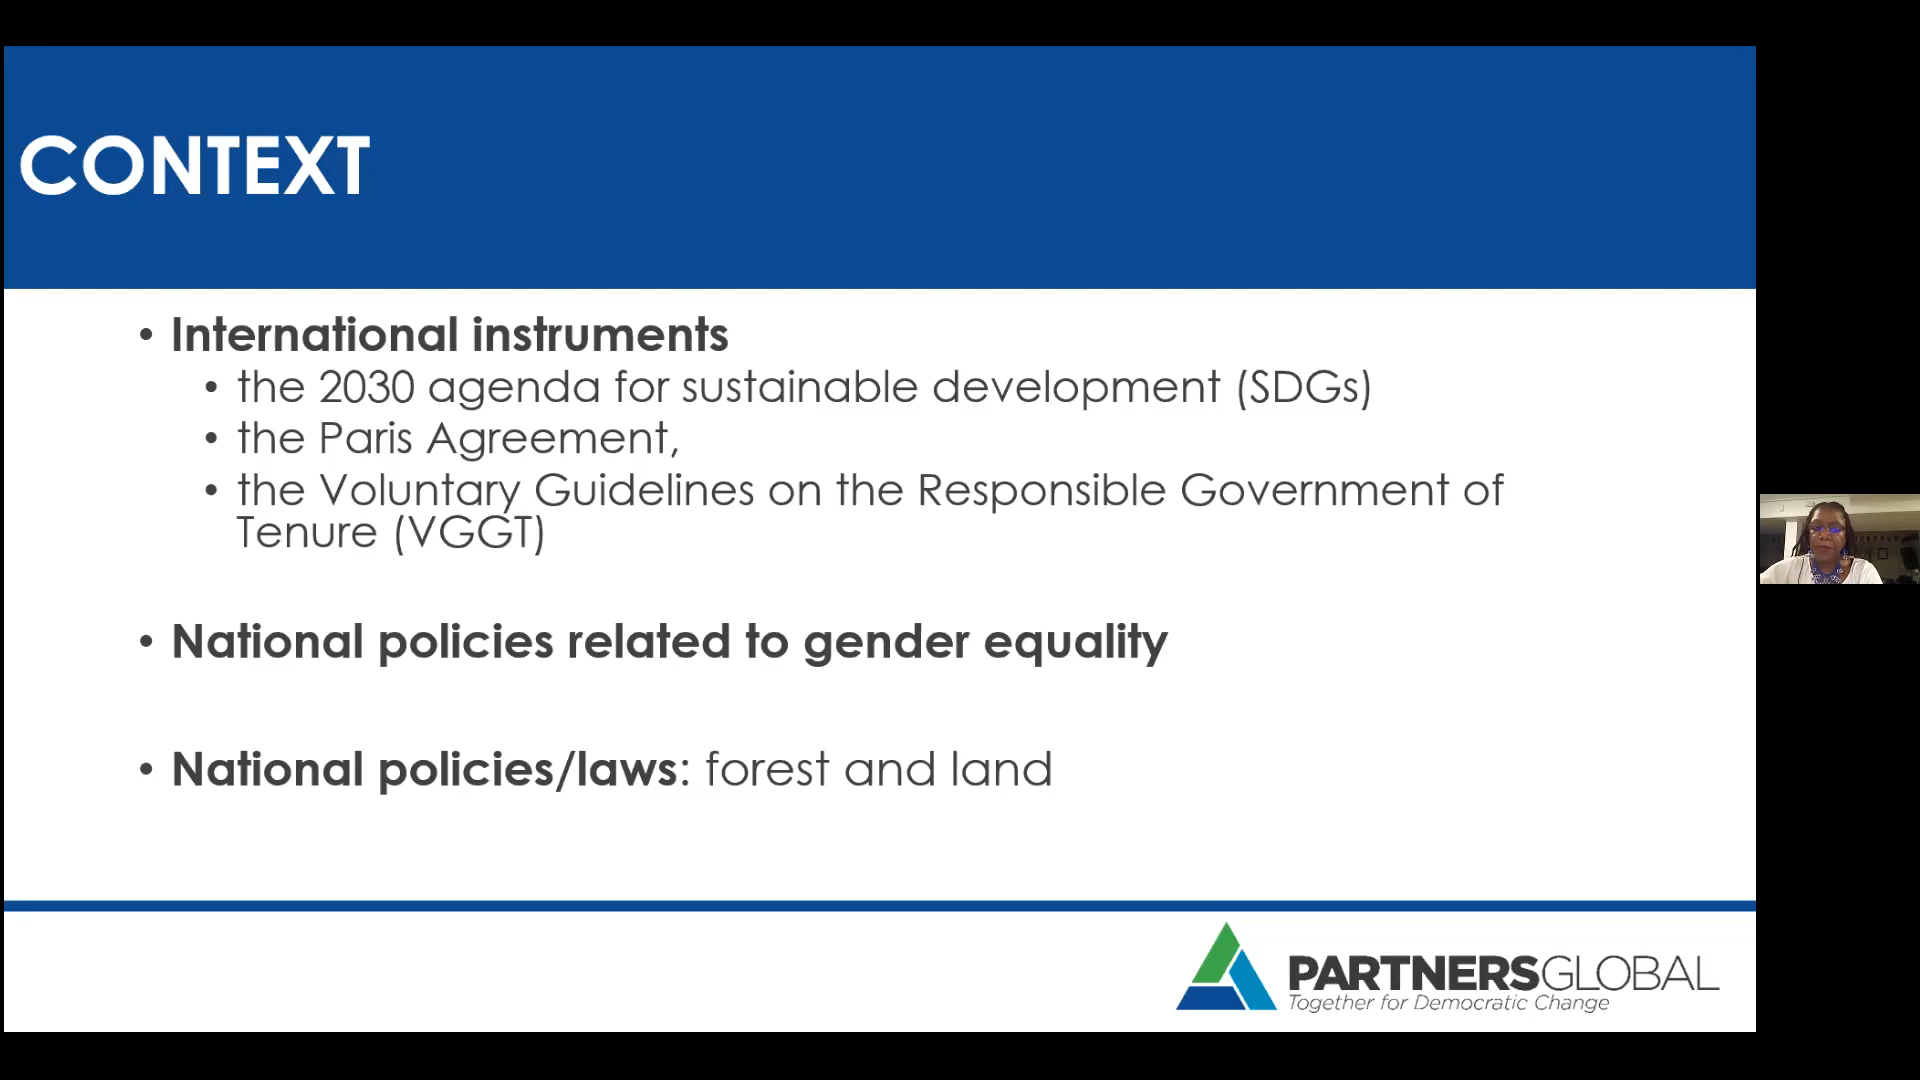 CONTEXT
• International instruments
• the 2030 agenda for sustainable development (SDGs)
• the Paris Agreement,
• the Voluntary Guidelines on the Responsible Government of
Tenure (VGGT)
• National policies related to gender equality
• National policies/laws: forest and land
PARTNERSGLOBAL
Together for Democratic Change